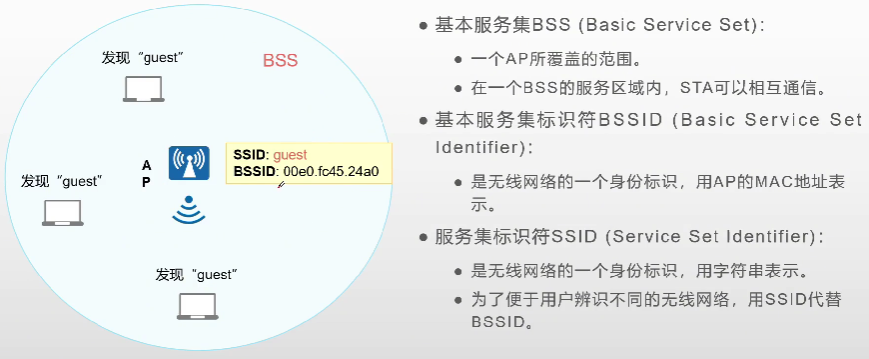 发现“guest”
BSS
发现“guest”
A
P
SSID: guest
BSSID: 00e0.fc45.24a0
发现“guest”
● 基本服务集BSS (Basic Service Set)：
● 一个AP所覆盖的范围。
● 在一个BSS的服务区域内，STA可以相互通信。
● 基本服务集标识符BSSID (Basic Service Set
Identifier)：
● 是无线网络的一个身份标识，用AP的MAC地址表
示。
● 服务集标识符SSID (Service Set Identifier)：
● 是无线网络的一个身份标识，用字符串表示。
● 为了便于用户辨识不同的无线网络，用SSID代替
BSSID。